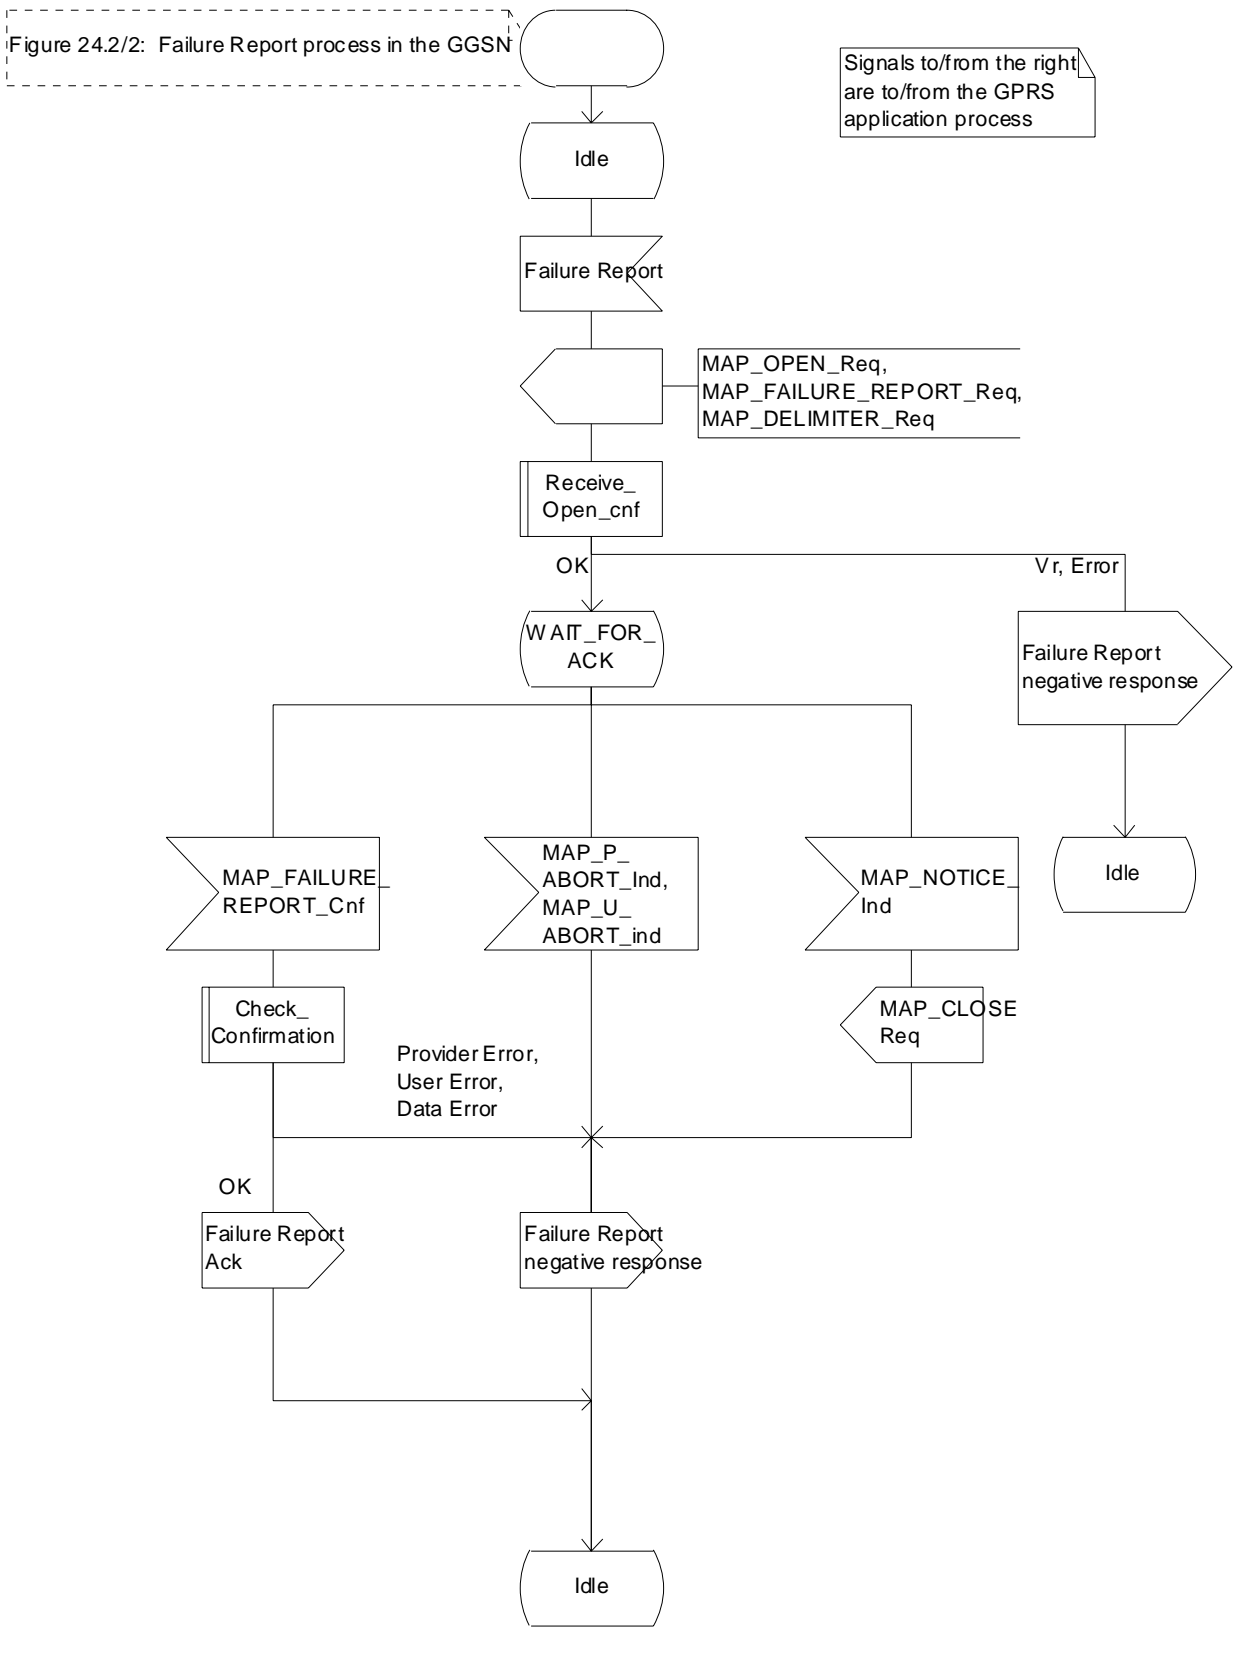 Figure 24.2/2: Failure Report process in the GGSN
Signals to/from the right
are to/from the GPRS
application process
Idle
Failure Report
MAP_OPEN_Req,
MAP_FAILURE_REPORT_Req,
MAP_DELIMITER_Req
Receive_
Open_cnf
OK
Vr, Error
WAIT_FOR_
ACK
Failure Report
negative response
MAP_FAILURE_
REPORT_Cnf
MAP_P_
ABORT_Ind,
MAP_U_
ABORT_ind
MAP_NOTICE_
Ind
Idle
Check_
Confirmation
MAP_CLOSE
Req
Provider Error,
User Error,
Data Error
OK
Failure Report
Ack
Failure Report
negative response
Idle